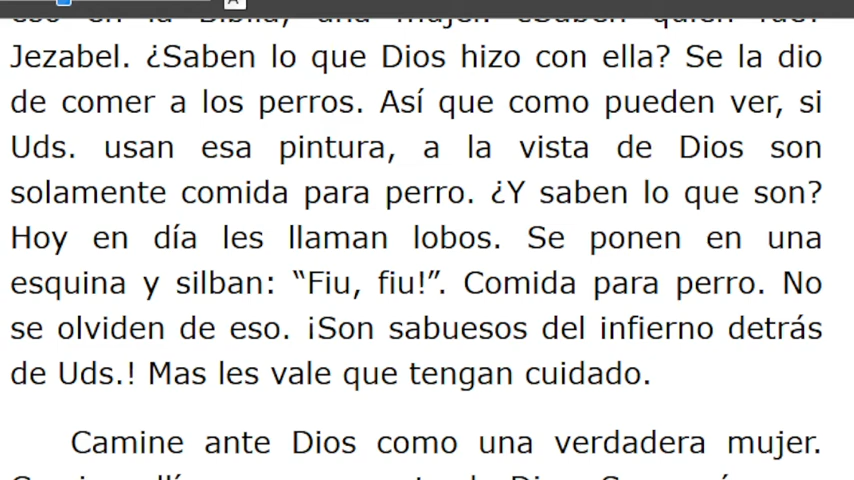 Jezabel. ¿Saben lo que Dios hizo con ella? Se la dio
de comer a los perros. Así que como pueden ver, si
Uds. usan esa pintura, a la vista de Dios son
solamente comida para perro. ¿Y saben lo que son?
Hoy en día les llaman lobos. Se ponen en una
esquina y silban: “Fiu, fiu!”. Comida para perro. No
se olviden de eso. ¡Son sabuesos del infierno detrás
de Uds.! Mas les vale que tengan cuidado.
Camine ante Dios como una verdadera mujer.